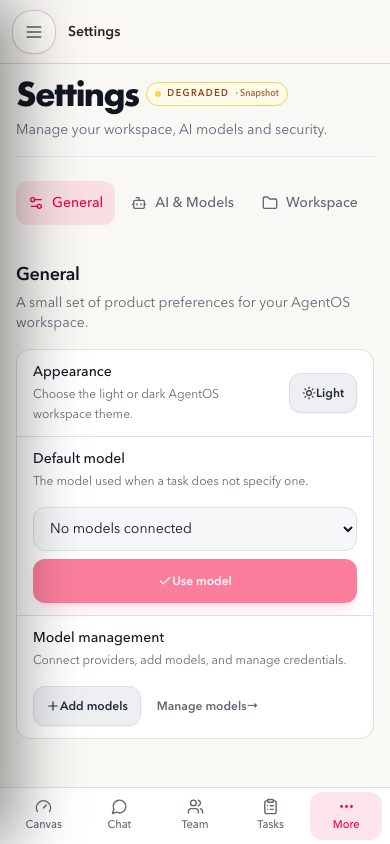 Settings
Settings DEGRADED · Snapshot
Manage your workspace, AI models and security.
General AI & Models Workspace
General
A small set of product preferences for your AgentOS
workspace.
Appearance
Choose the light or dark AgentOS
workspace theme.
Light
Default model
The model used when a task does not specify one.
No models connected
Use model
Model management
Connect providers, add models, and manage credentials.
+Add models Manage models→
Canvas Chat Team Tasks More